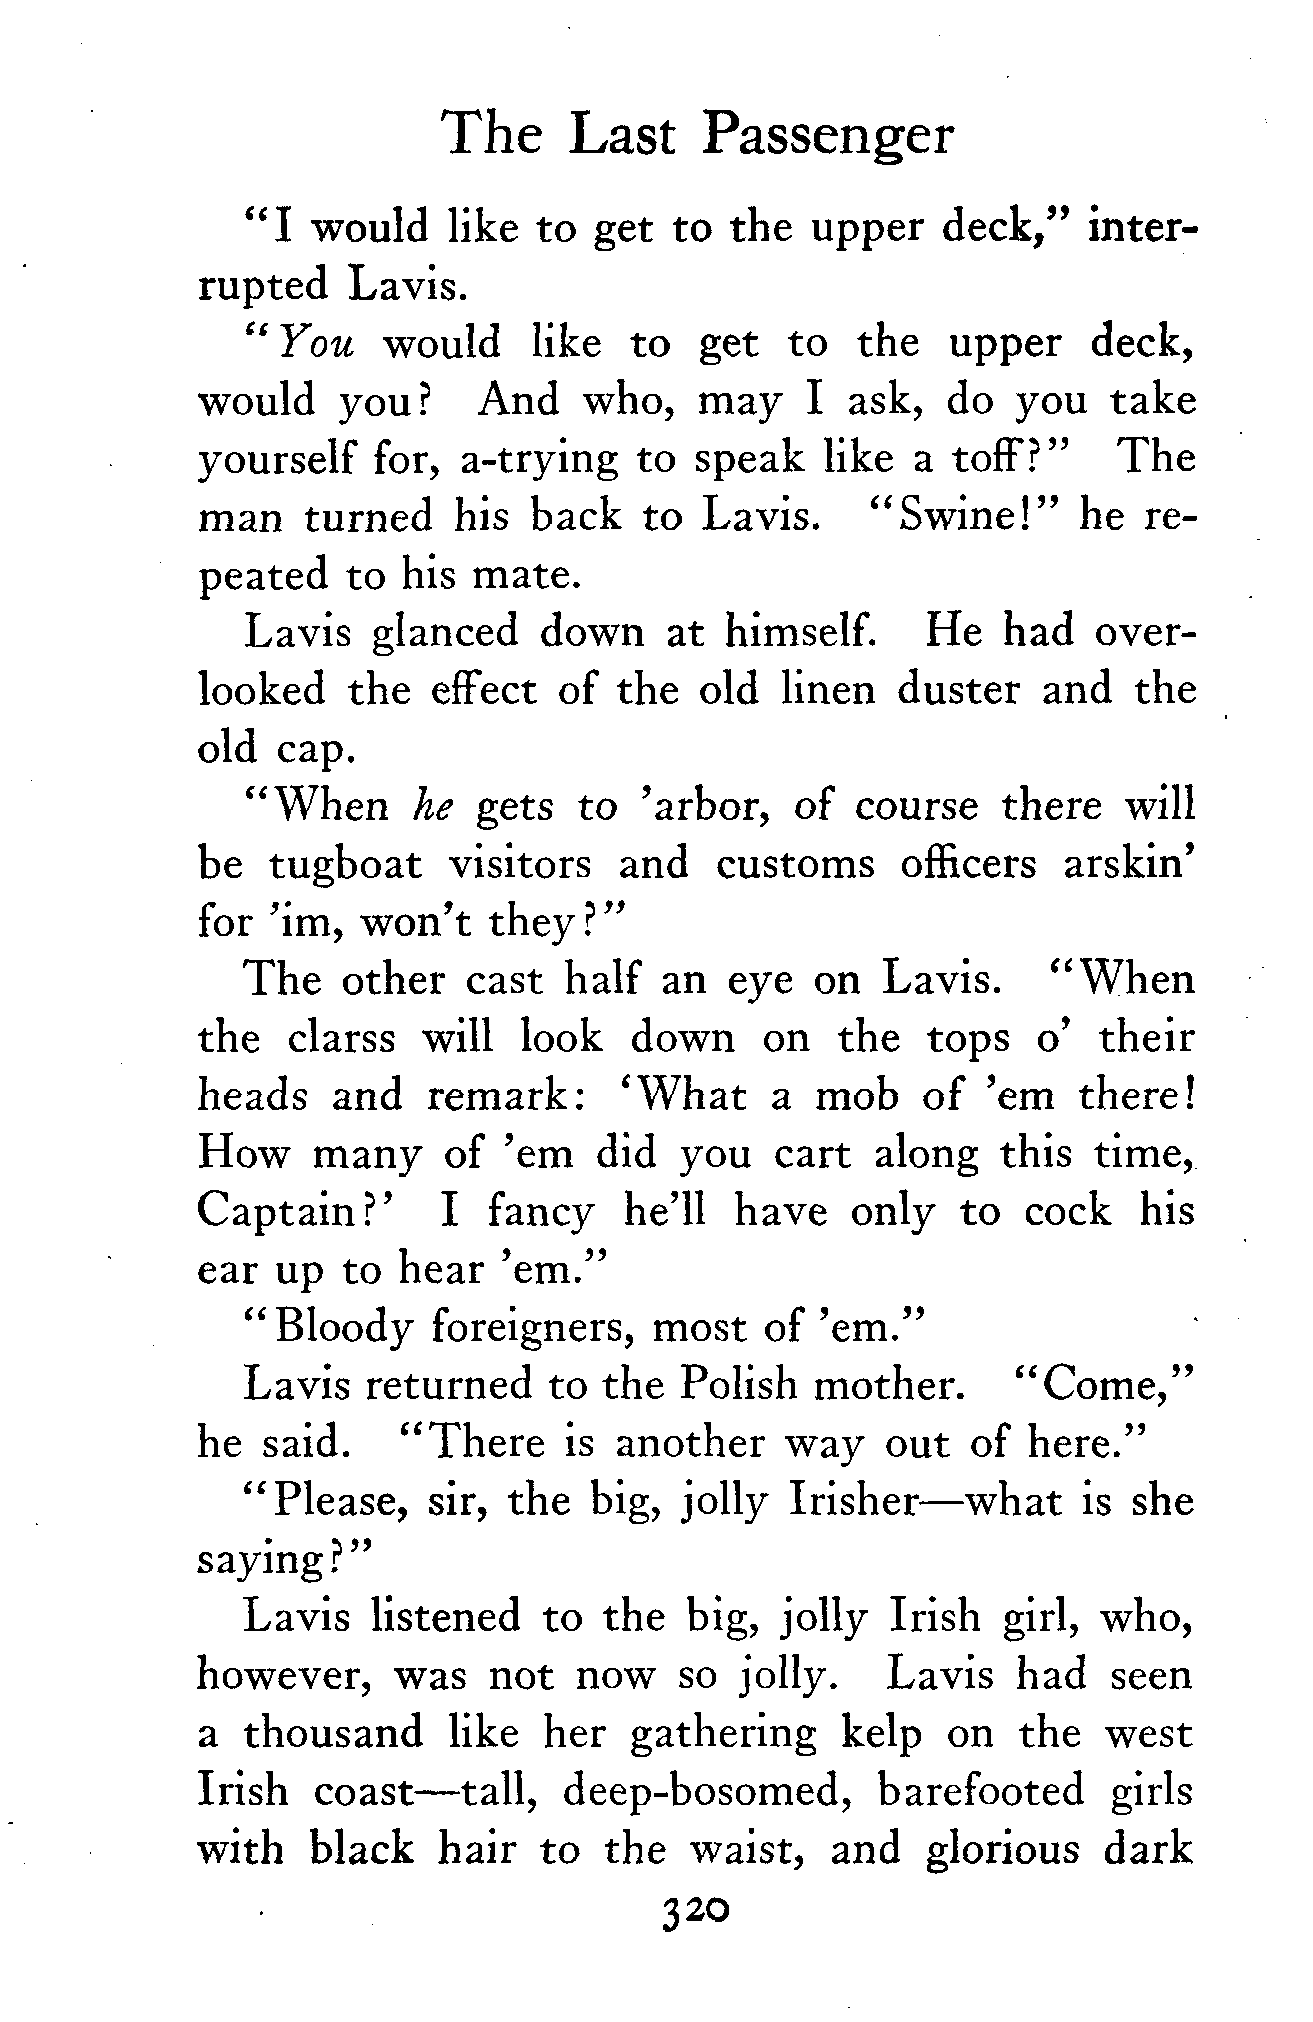 The Last Passenger
"I would like to get to the upper deck," inter-
rupted Lavis.
"You would like to get to the upper deck,
would you? And who, may I ask, do you take
yourself for, a-trying to speak like a toff?" The
man turned his back to Lavis. "Swine!" he re-
peated to his mate.
Lavis glanced down at himself. He had over-
looked the effect of the old linen duster and the
old cap.
"When he gets to 'arbor, of course there will
be tugboat visitors and customs officers arskin'
for 'im, won't they?"
The other cast half an eye on Lavis. "When
the clarss will look down on the tops o' their
heads and remark: 'What a mob of 'em there!
How many of 'em did you cart along this time,
Captain?' I fancy he'll have only to cock his
ear up to hear 'em."
"Bloody foreigners, most of 'em."
Lavis returned to the Polish mother. "Come,"
he said. "There is another way out of here."
"Please, sir, the big, jolly Irisher—what is she
saying?"
Lavis listened to the big, jolly Irish girl, who,
however, was not now so jolly. Lavis had seen
a thousand like her gathering kelp on the west
Irish coast—tall, deep-bosomed, barefooted girls
with black hair to the waist, and glorious dark
320